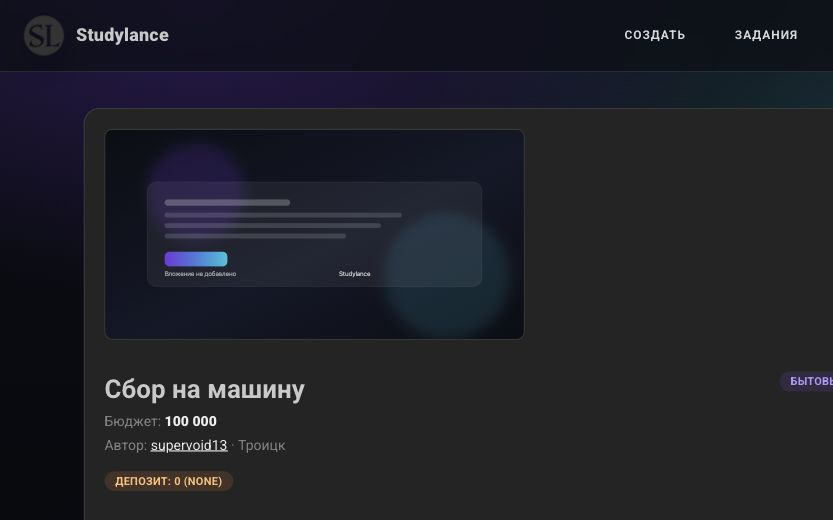 SL Studylance СОЗДАТЬ ЗАДАНИЯ
Вложение не добавлено Studylance
Сбор на машину
БЫТОВЫ
Бюджет: 100 000
Автор: supervoid13 · Троицк
ДЕПОЗИТ: 0 (NONE)